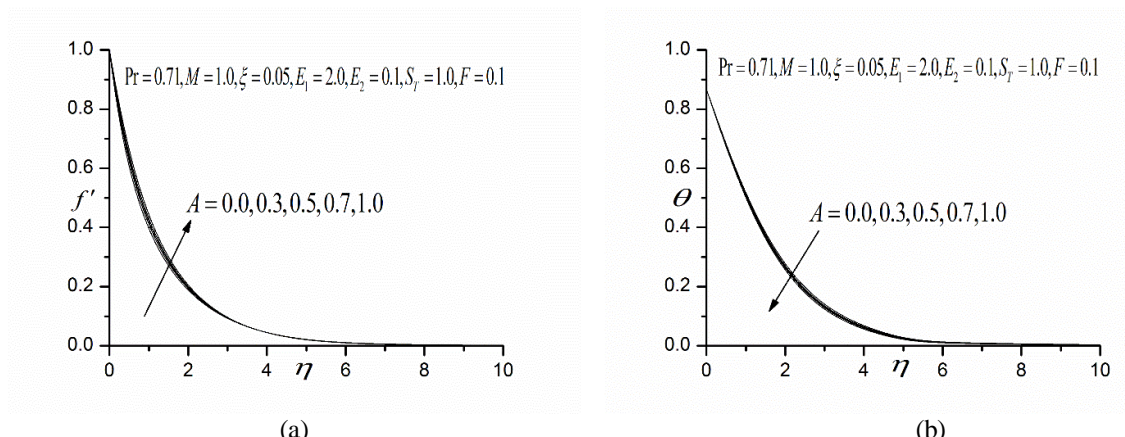 1.0
Pr = 0.71, M = 1.0, ξ = 0.05, E₁ = 2.0, E₂ = 0.1, S_T = 1.0, F = 0.1
0.8
0.6
f′
A = 0.0, 0.3, 0.5, 0.7, 1.0
0.4
0.2
0.0
0 2 4 6 8 10
η
(a)
1.0
Pr = 0.71, M = 1.0, ξ = 0.05, E₁ = 2.0, E₂ = 0.1, S_T = 1.0, F = 0.1
0.8
0.6
θ
A = 0.0, 0.3, 0.5, 0.7, 1.0
0.4
0.2
0.0
0 2 4 6 8 10
η
(b)